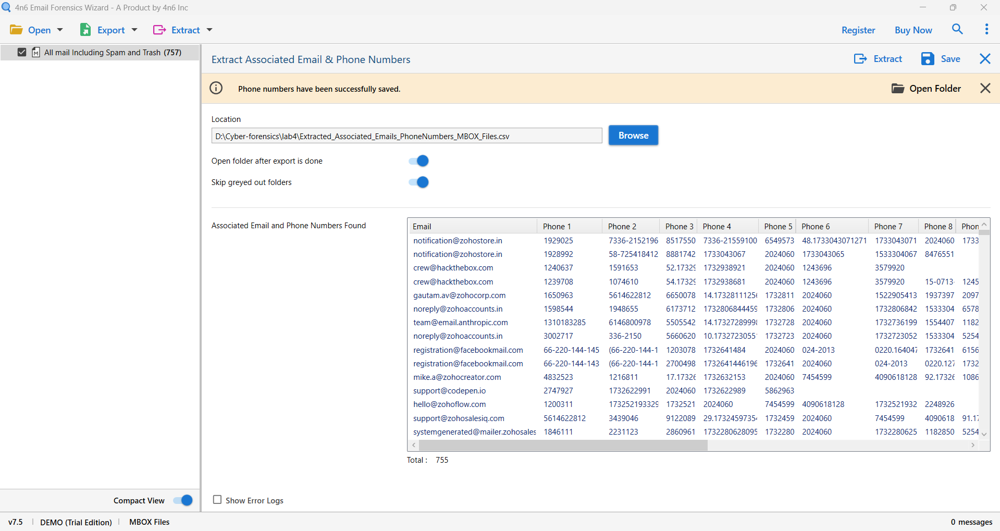 4n6 Email Forensics Wizard - A Product by 4n6 Inc
Open Export Extract Register Buy Now
All mail Including Spam and Trash (757)
Extract Associated Email & Phone Numbers Extract Save
Phone numbers have been successfully saved. Open Folder
Location
D:\Cyber-forensics\lab4\Extracted_Associated_Emails_PhoneNumbers_MBOX_Files.csv Browse
Open folder after export is done
Skip greyed out folders
Associated Email and Phone Numbers Found
Email Phone 1 Phone 2 Phone 3 Phone 4 Phone 5 Phone 6 Phone 7 Phone 8 Phon
notification@zohostore.in 1929025 7336-2152196 8517550 7336-21559100 6549573 48.1733043071271 1733043071 2024060 1733
notification@zohostore.in 1928992 58-725418412 8881742 1733043067 2024060 1733043065 1533304067 8476551
crew@hackthebox.com 1240637 1591653 52.17329 1732938921 2024060 1243696 3579920
crew@hackthebox.com 1239708 1074610 54.17329 1732938681 2024060 1243696 3579920 15-0713- 1245
gautam.av@zohocorp.com 1650963 5614622812 6650078 14.17328111256 1732811 2024060 1522905413 1937397 2097
noreply@zohoaccounts.in 1598544 1948655 6173712 1732806844459 1732806 2024060 1732806842 1533304 6578
team@email.anthropic.com 1310183285 6146800978 5505542 14.17327289998 1732728 2024060 1732736199 1554407 1182
noreply@zohoaccounts.in 3002717 336-2150 5660620 10.1732723055 1732723 2024060 1732723052 1533304 5254
registration@facebookmail.com 66-220-144-145 (66-220-144-1 1203078 1732641484 2024060 024-2013 0220.164047 1732641 6156
registration@facebookmail.com 66-220-144-143 (66-220-144-1 2700498 1732641446196 1732641 2024060 024-2013 0220.127 1732
mike.a@zohocreator.com 4832523 1216811 17.17326 1732632153 2024060 7454599 4090618128 92.17326 1086
support@codepen.io 2747927 1732622991 2024060 1732622989 5862963
hello@zohoflow.com 1200311 173252193329 1732521 2024060 7454599 4090618128 1732521932 2248926
support@zohosalesiq.com 5614622812 3439046 9122089 29.1732459735 1732459 2024060 7454599 4090618 91.17
systemgenerated@mailer.zohosales 1846111 2231123 2860961 1732280628095 1732280 2024060 1732280625 1182850 5254
Total : 755
Compact View Show Error Logs
v7.5 DEMO (Trial Edition) MBOX Files 0 messages